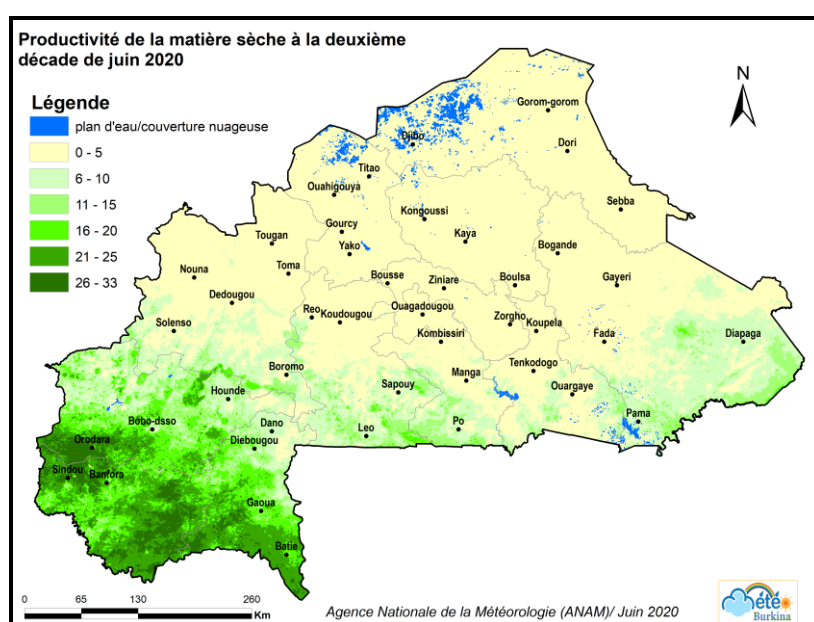 Productivité de la matière sèche à la deuxième
décade de juin 2020
Légende
plan d'eau/couverture nuageuse
0 - 5
6 - 10
11 - 15
16 - 20
21 - 25
26 - 33
N
Gorom-gorom
Djibo
Dori
Titao
Ouahigouya
Sebba
Kongoussi
Gourcy
Kaya
Tougan
Yako
Bogande
Nouna
Toma
Bousse
Ziniare
Boulsa
Gayeri
Dedougou
Reo
Koudougou
Ouagadougou
Zorgho
Koupela
Solenso
Kombissiri
Fada
Diapaga
Boromo
Sapouy
Manga
Tenkodogo
Hounde
Ouargaye
Bobo-dsso
Dano
Leo
Po
Pama
Orodara
Diebougou
Sindou
Banfora
Gaoua
Batie
0 65 130 260
Km
Agence Nationale de la Météorologie (ANAM)/ Juin 2020
Météo
Burkina